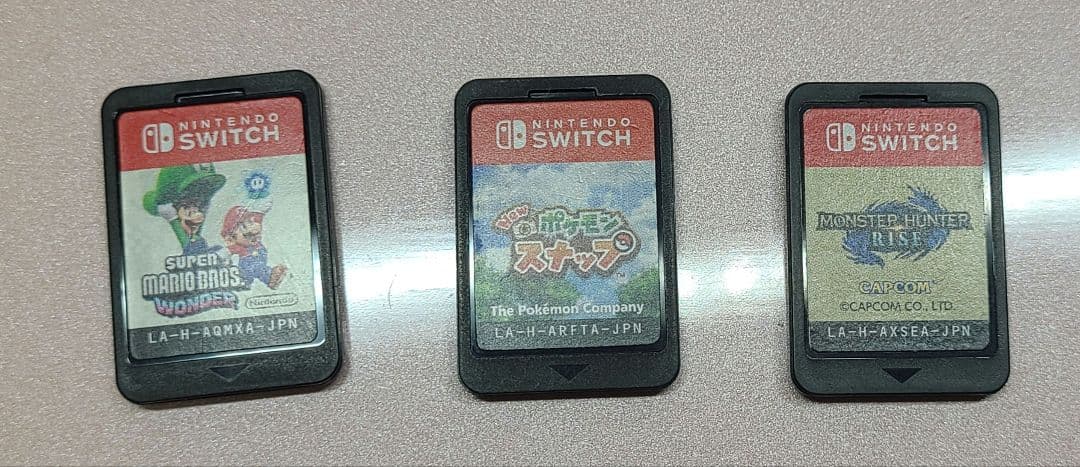 NINTENDO
SWITCH
SUPER
MARIO BROS.
WONDER
Nintendo
LA-H-AQMXA-JPN
NINTENDO
SWITCH
New
ポケモン
スナップ
TM
The Pokémon Company
LA-H-ARFTA-JPN
NINTENDO
SWITCH
MONSTER HUNTER
RISE
CAPCOM
©CAPCOM CO., LTD.
LA-H-AXSEA-JPN